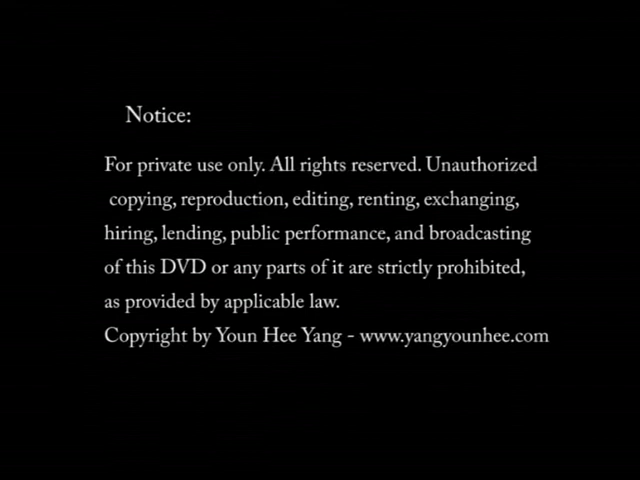 Notice:
For private use only. All rights reserved. Unauthorized
copying, reproduction, editing, renting, exchanging,
hiring, lending, public performance, and broadcasting
of this DVD or any parts of it are strictly prohibited,
as provided by applicable law.
Copyright by Youn Hee Yang - www.yangyounhee.com